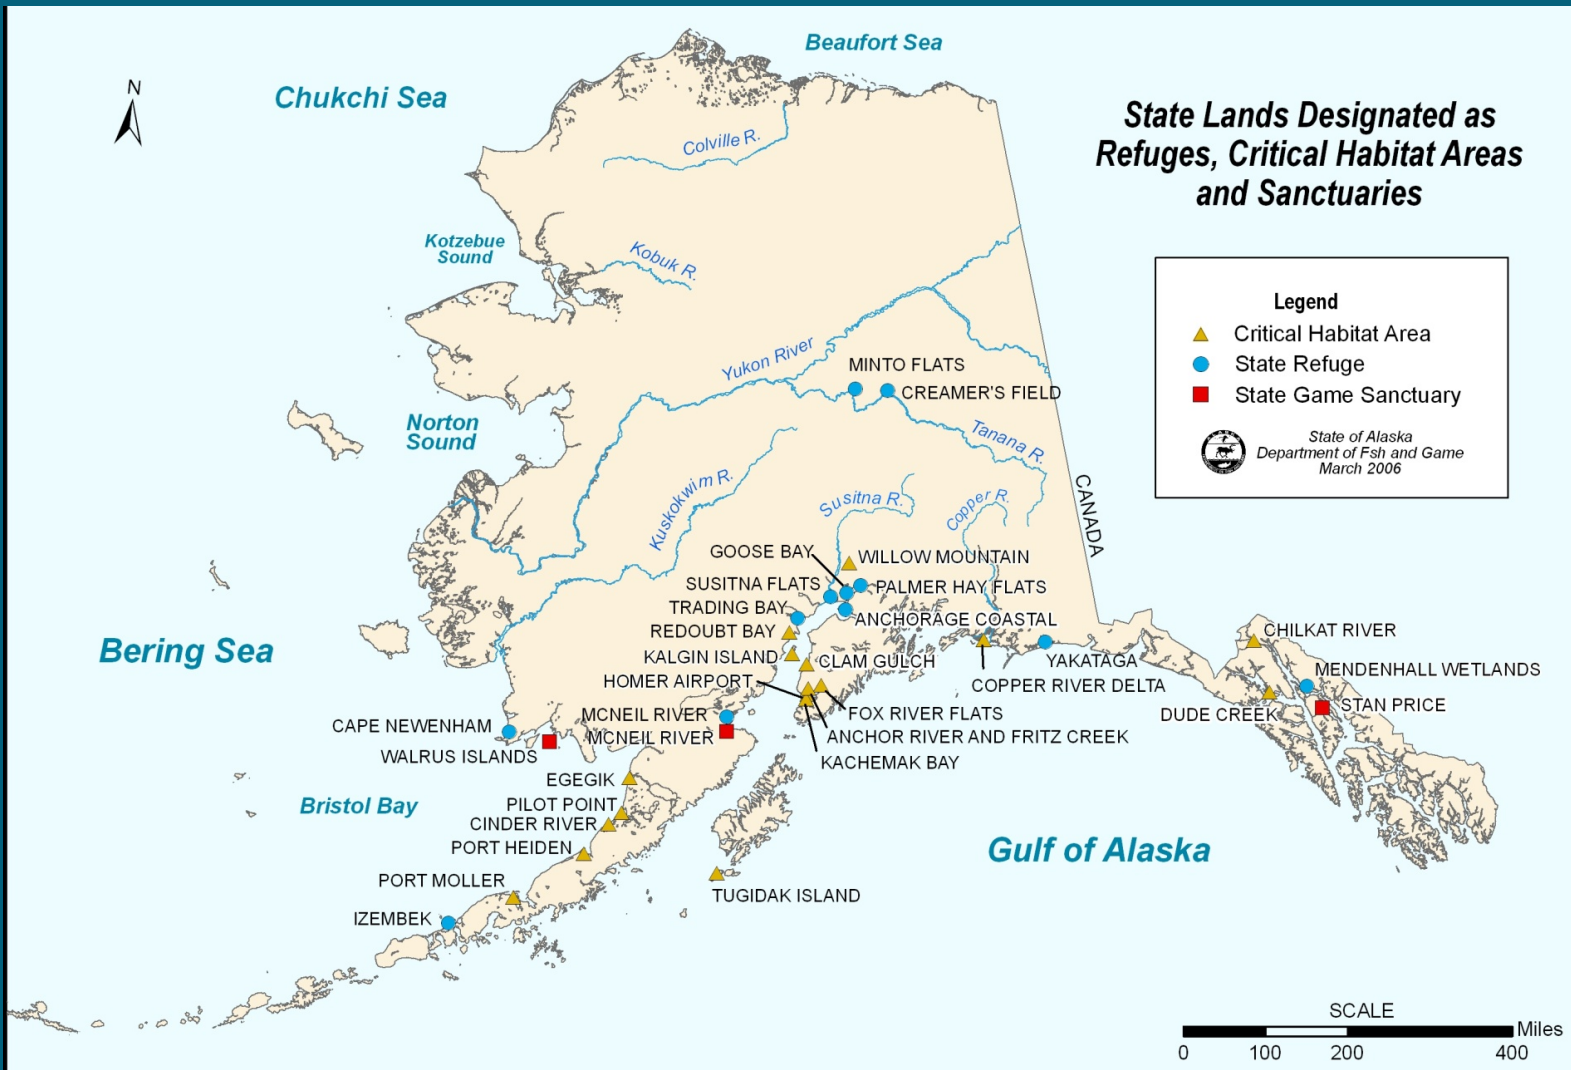 Beaufort Sea
N
Chukchi Sea
State Lands Designated as
Refuges, Critical Habitat Areas
and Sanctuaries
Colville R.
Kotzebue
Sound
Kobuk R.
Legend
Critical Habitat Area
State Refuge
State Game Sanctuary
State of Alaska
Department of Fsh and Game
March 2006
Yukon River
MINTO FLATS
CREAMER'S FIELD
Norton
Sound
Tanana R.
Kuskokwim R.
Susitna R.
Copper R.
CANADA
GOOSE BAY
WILLOW MOUNTAIN
SUSITNA FLATS
PALMER HAY FLATS
TRADING BAY
ANCHORAGE COASTAL
REDOUBT BAY
CHILKAT RIVER
Bering Sea
KALGIN ISLAND
CLAM GULCH
YAKATAGA
MENDENHALL WETLANDS
HOMER AIRPORT
COPPER RIVER DELTA
STAN PRICE
MCNEIL RIVER
FOX RIVER FLATS
DUDE CREEK
CAPE NEWENHAM
MCNEIL RIVER
ANCHOR RIVER AND FRITZ CREEK
WALRUS ISLANDS
KACHEMAK BAY
EGEGIK
Bristol Bay
PILOT POINT
CINDER RIVER
PORT HEIDEN
Gulf of Alaska
PORT MOLLER
TUGIDAK ISLAND
IZEMBEK
SCALE
Miles
0 100 200 400